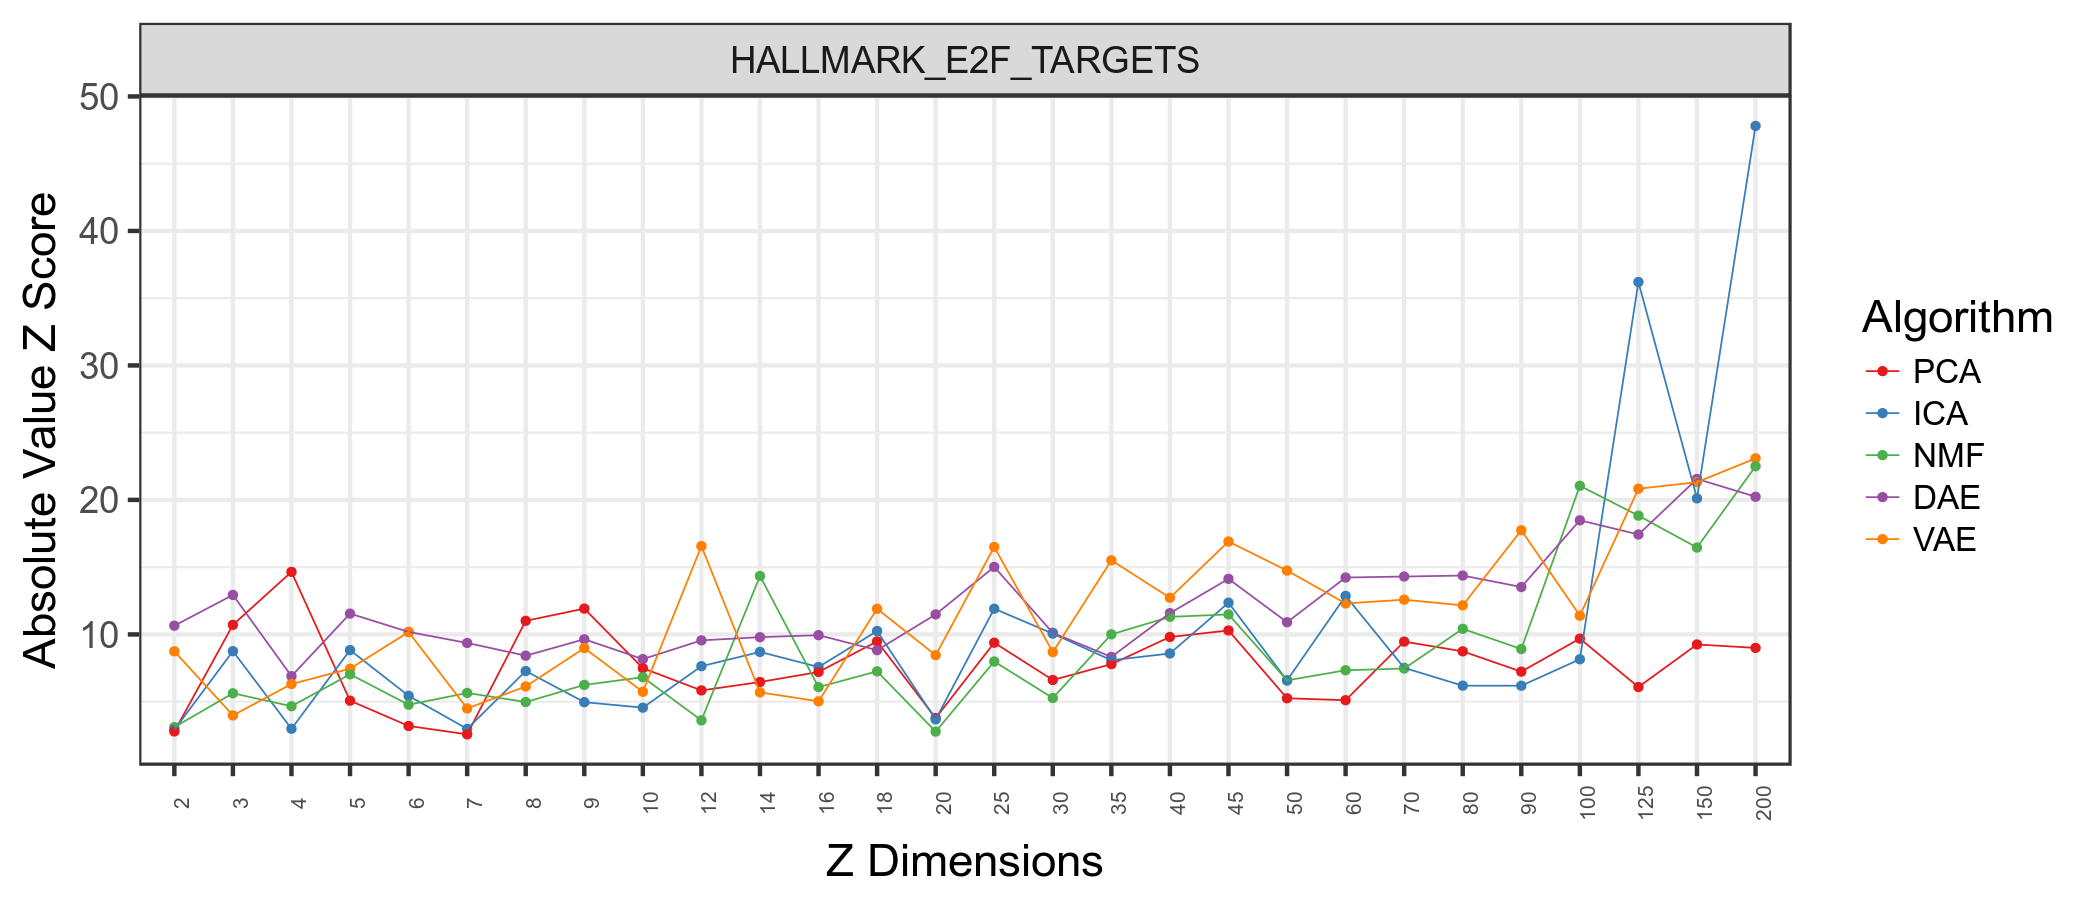 HALLMARK_E2F_TARGETS
50
40
30
20
10
Absolute Value Z Score
2 3 4 5 6 7 8 9 10 12 14 16 18 20 25 30 35 40 45 50 60 70 80 90 100 125 150 200
Z Dimensions
Algorithm
PCA
ICA
NMF
DAE
VAE